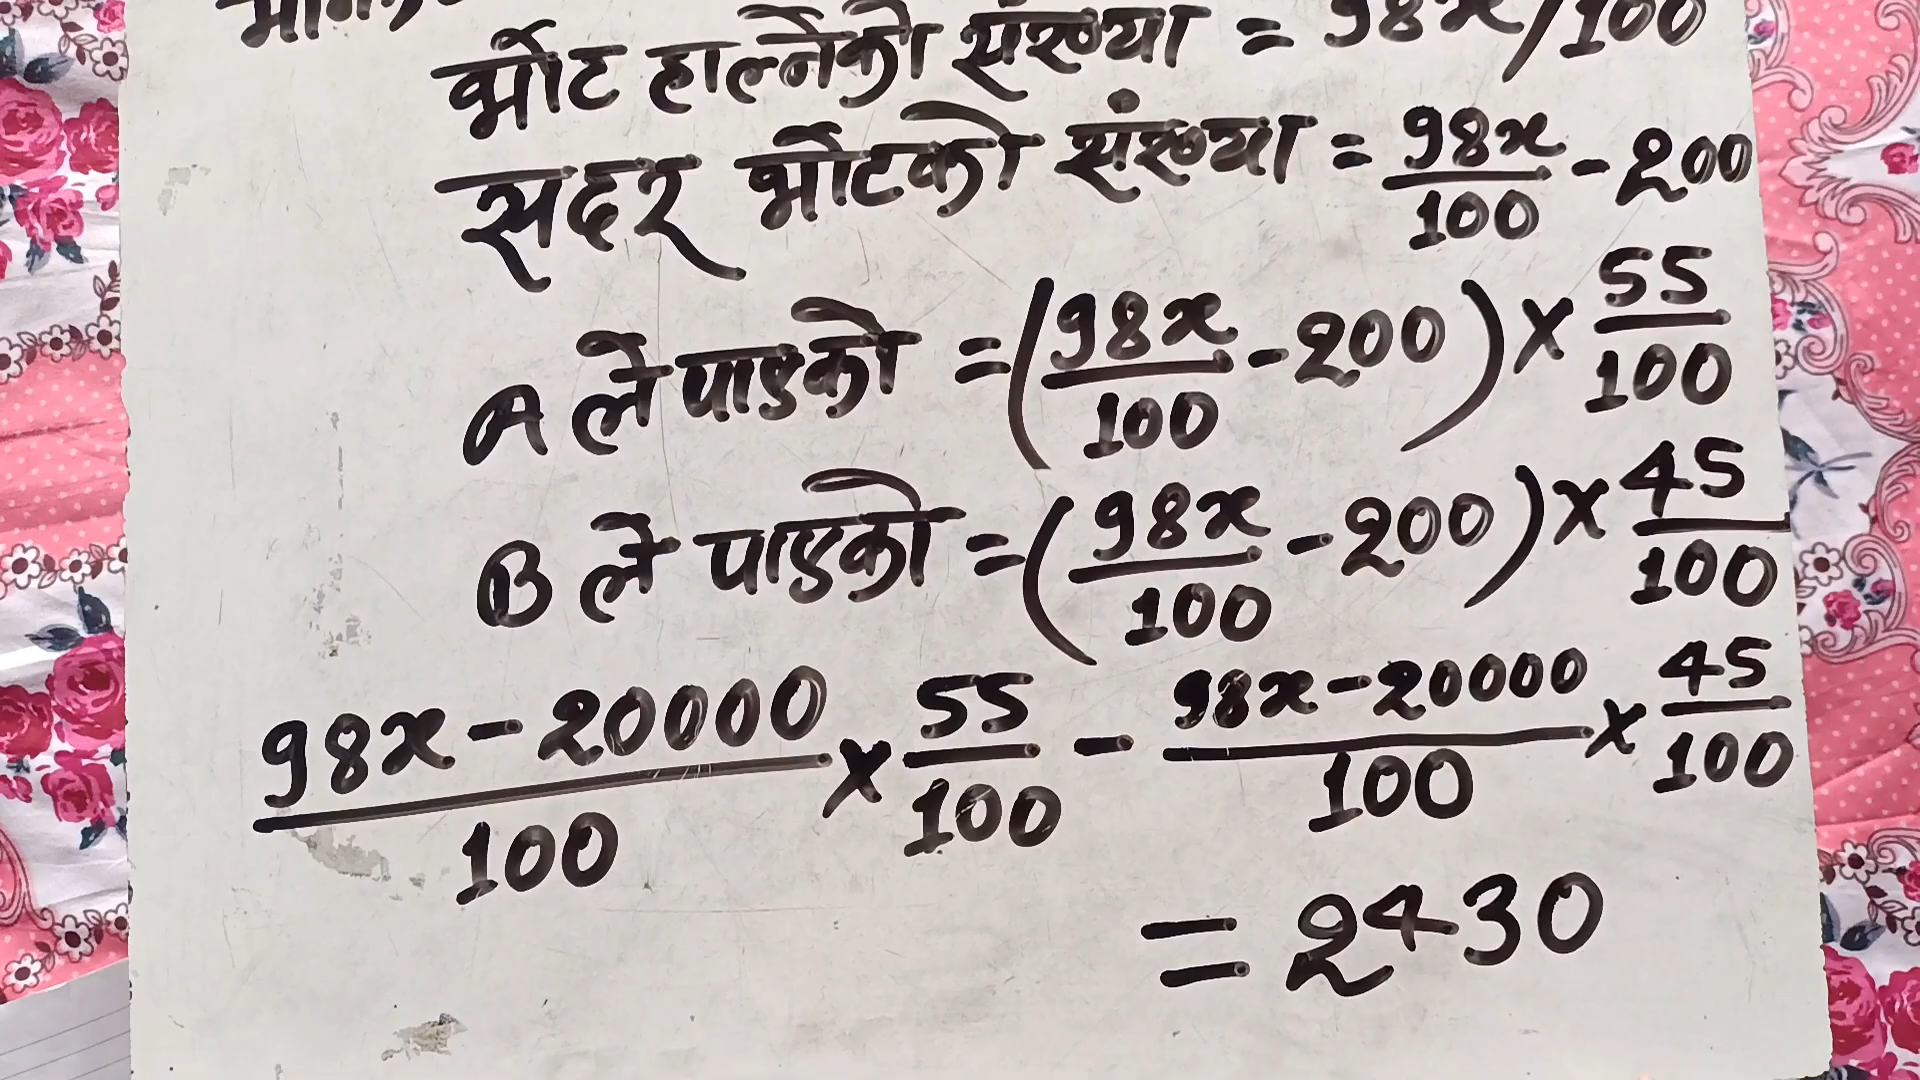 भोट हाल्नेको संख्या = 98x/100
सदर भोटको संख्या = 98x/100 - 200
A ले पाएको = (98x/100 - 200) × 55/100
B ले पाएको = (98x/100 - 200) × 45/100
98x - 20000/100 × 55/100 - 98x - 20000/100 × 45/100
= 2430